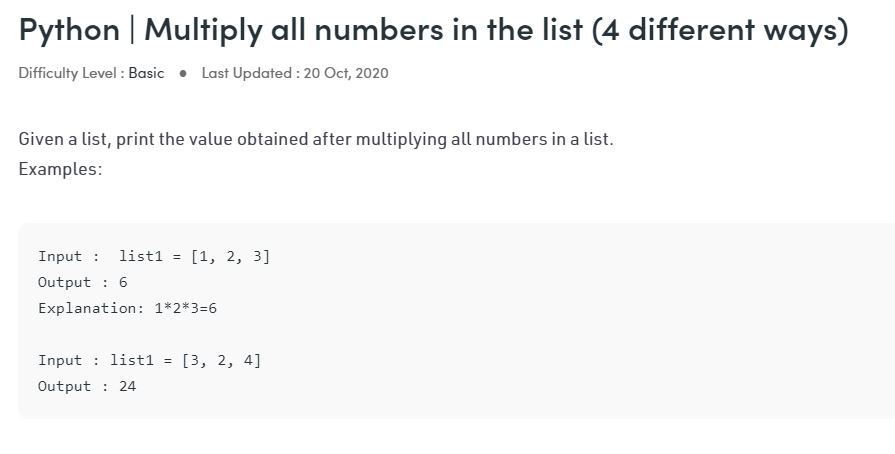 Python | Multiply all numbers in the list (4 different ways)
Difficulty Level : Basic ● Last Updated : 20 Oct, 2020
Given a list, print the value obtained after multiplying all numbers in a list.
Examples:
Input :  list1 = [1, 2, 3]
Output : 6
Explanation: 1*2*3=6
Input : list1 = [3, 2, 4]
Output : 24